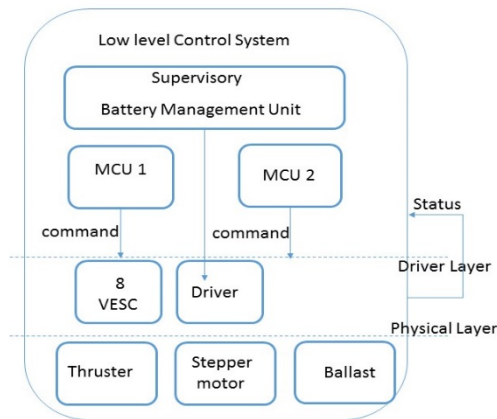 Low level Control System
Supervisory
Battery Management Unit
MCU 1
MCU 2
Status
command
command
Driver Layer
8
VESC
Driver
Physical Layer
Thruster
Stepper
motor
Ballast